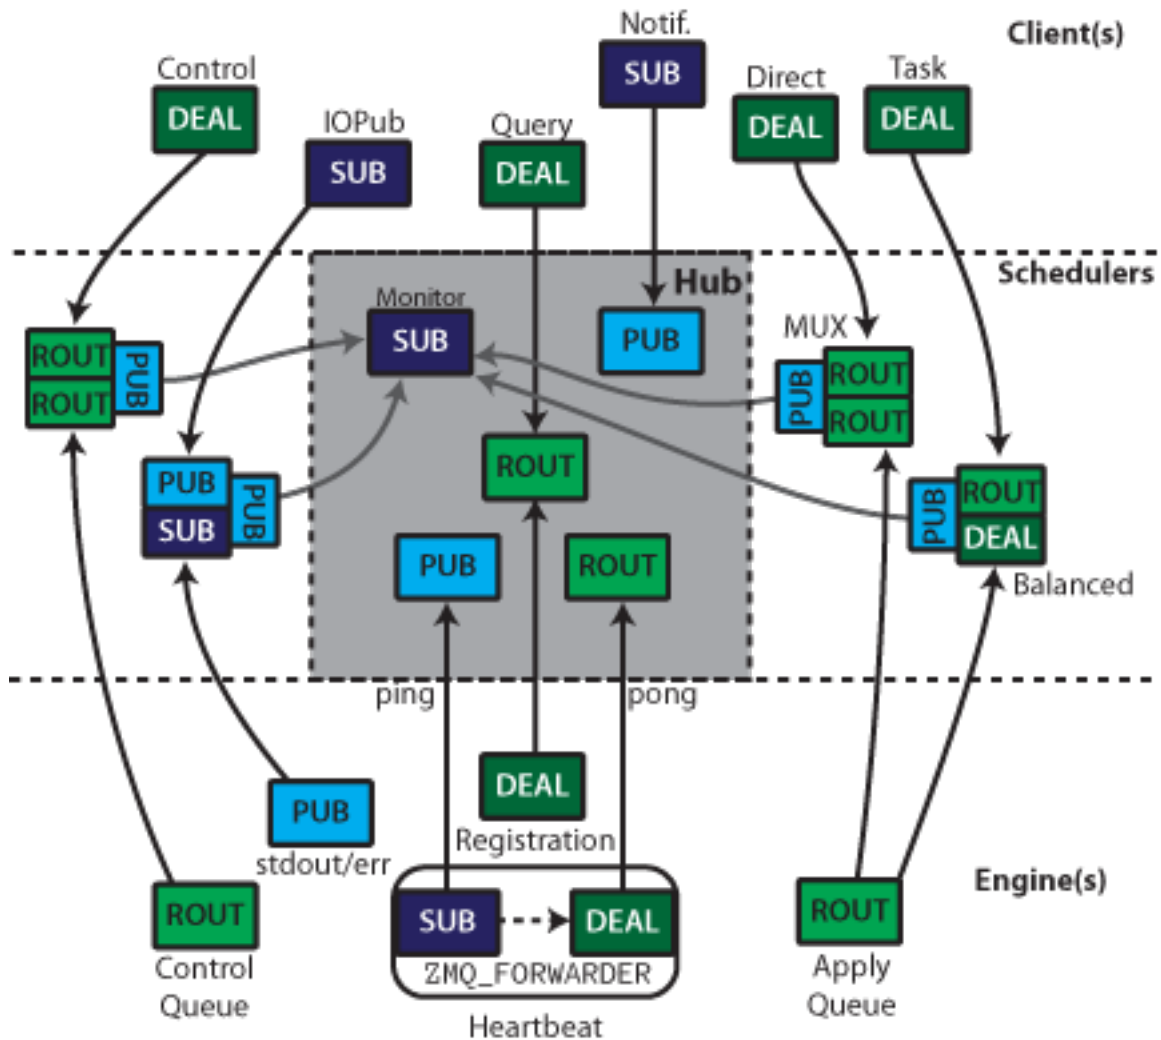 Client(s)
Notif.
SUB
Control
DEAL
IOPub
SUB
Query
DEAL
Direct
DEAL
Task
DEAL
Schedulers
Hub
Monitor
SUB
PUB
ROUT
ROUT
PUB
MUX
PUB
ROUT
ROUT
PUB
SUB
PUB
ROUT
PUB
ROUT
DEAL
Balanced
PUB
ROUT
ping
pong
DEAL
Registration
PUB
stdout/err
Engine(s)
ROUT
Control
Queue
SUB
DEAL
ZMQ_FORWARDER
Heartbeat
ROUT
Apply
Queue